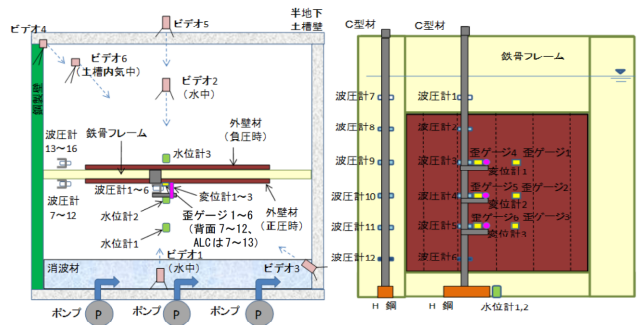 ビデオ4
ビデオ5
半地下
土槽壁
ビデオ6
(土槽内気中)
ビデオ2
(水中)
消波材
波圧計
13~16
鉄骨フレーム
水位計3
外壁材
(負圧時)
波圧計
7~12
波圧計1~6
変位計1~3
水位計2
歪ゲージ1~6
(背面7~12、
ALCは7~13)
外壁材
(正圧時)
水位計1
ビデオ1
(水中)
ビデオ3
消波材
ポンプ
P
ポンプ
P
ポンプ
P
C型材
C型材
鉄骨フレーム
波圧計7
波圧計1
波圧計8
波圧計2
波圧計9
波圧計3
歪ゲージ4
歪ゲージ1
変位計1
波圧計10
波圧計4
歪ゲージ5
歪ゲージ2
変位計2
波圧計11
波圧計5
歪ゲージ6
歪ゲージ3
変位計3
波圧計12
波圧計6
H 鋼
H 鋼
水位計1,2